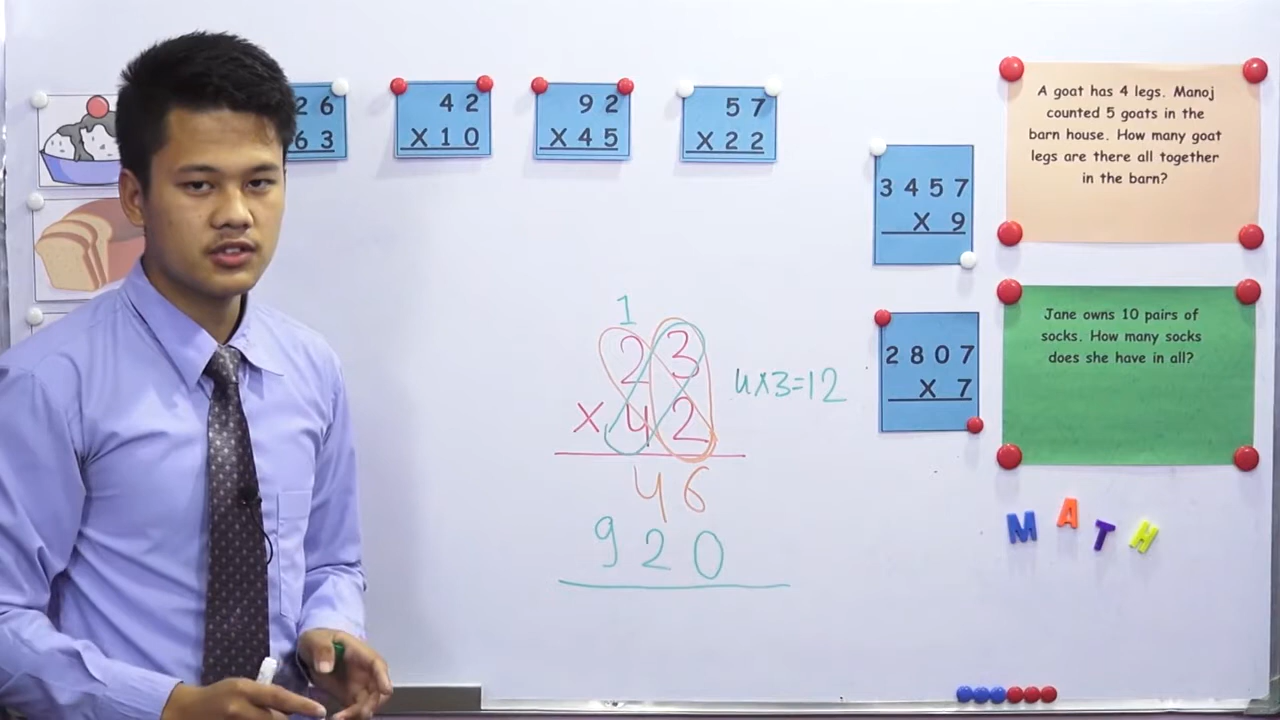 26
63
42
X10
92
X45
57
X22
3457
X 9
A goat has 4 legs. Manoj
counted 5 goats in the
barn house. How many goat
legs are there all together
in the barn?
2807
X 7
Jane owns 10 pairs of
socks. How many socks
does she have in all?
MATH
1
23
X42
46
920
4X3=12